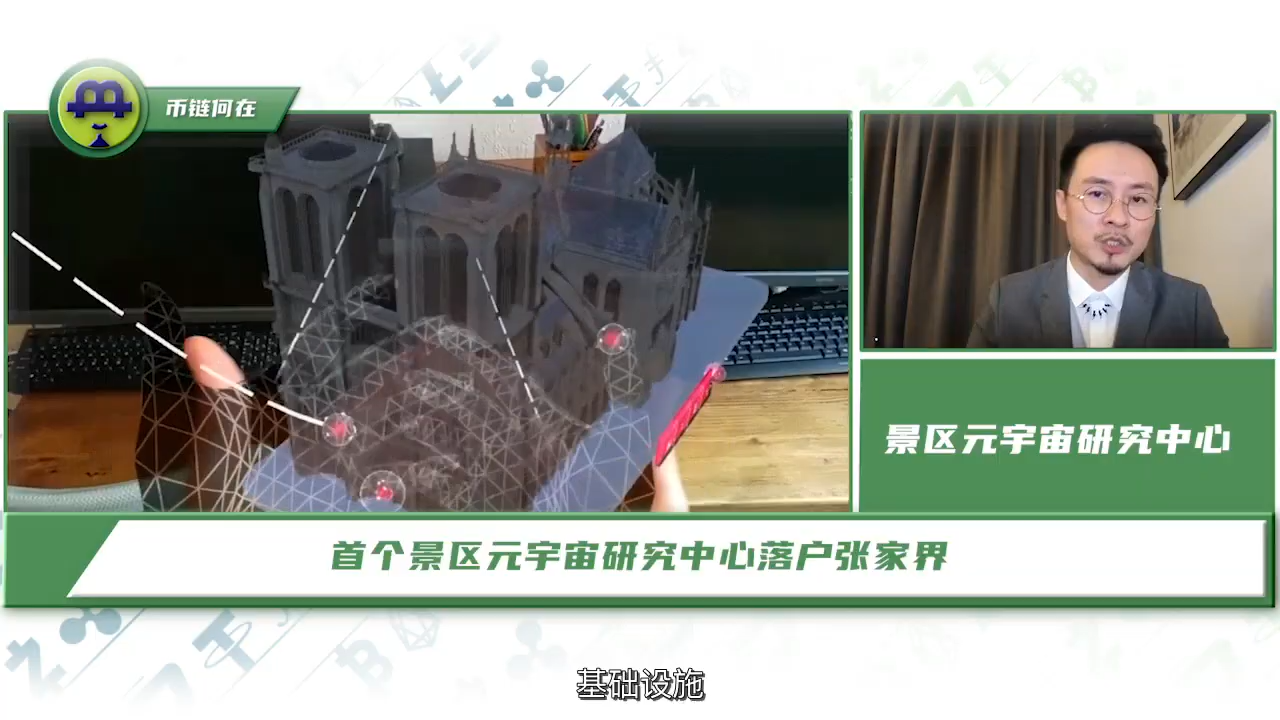 币链何在
景区元宇宙研究中心
首个景区元宇宙研究中心落户张家界
基础设施